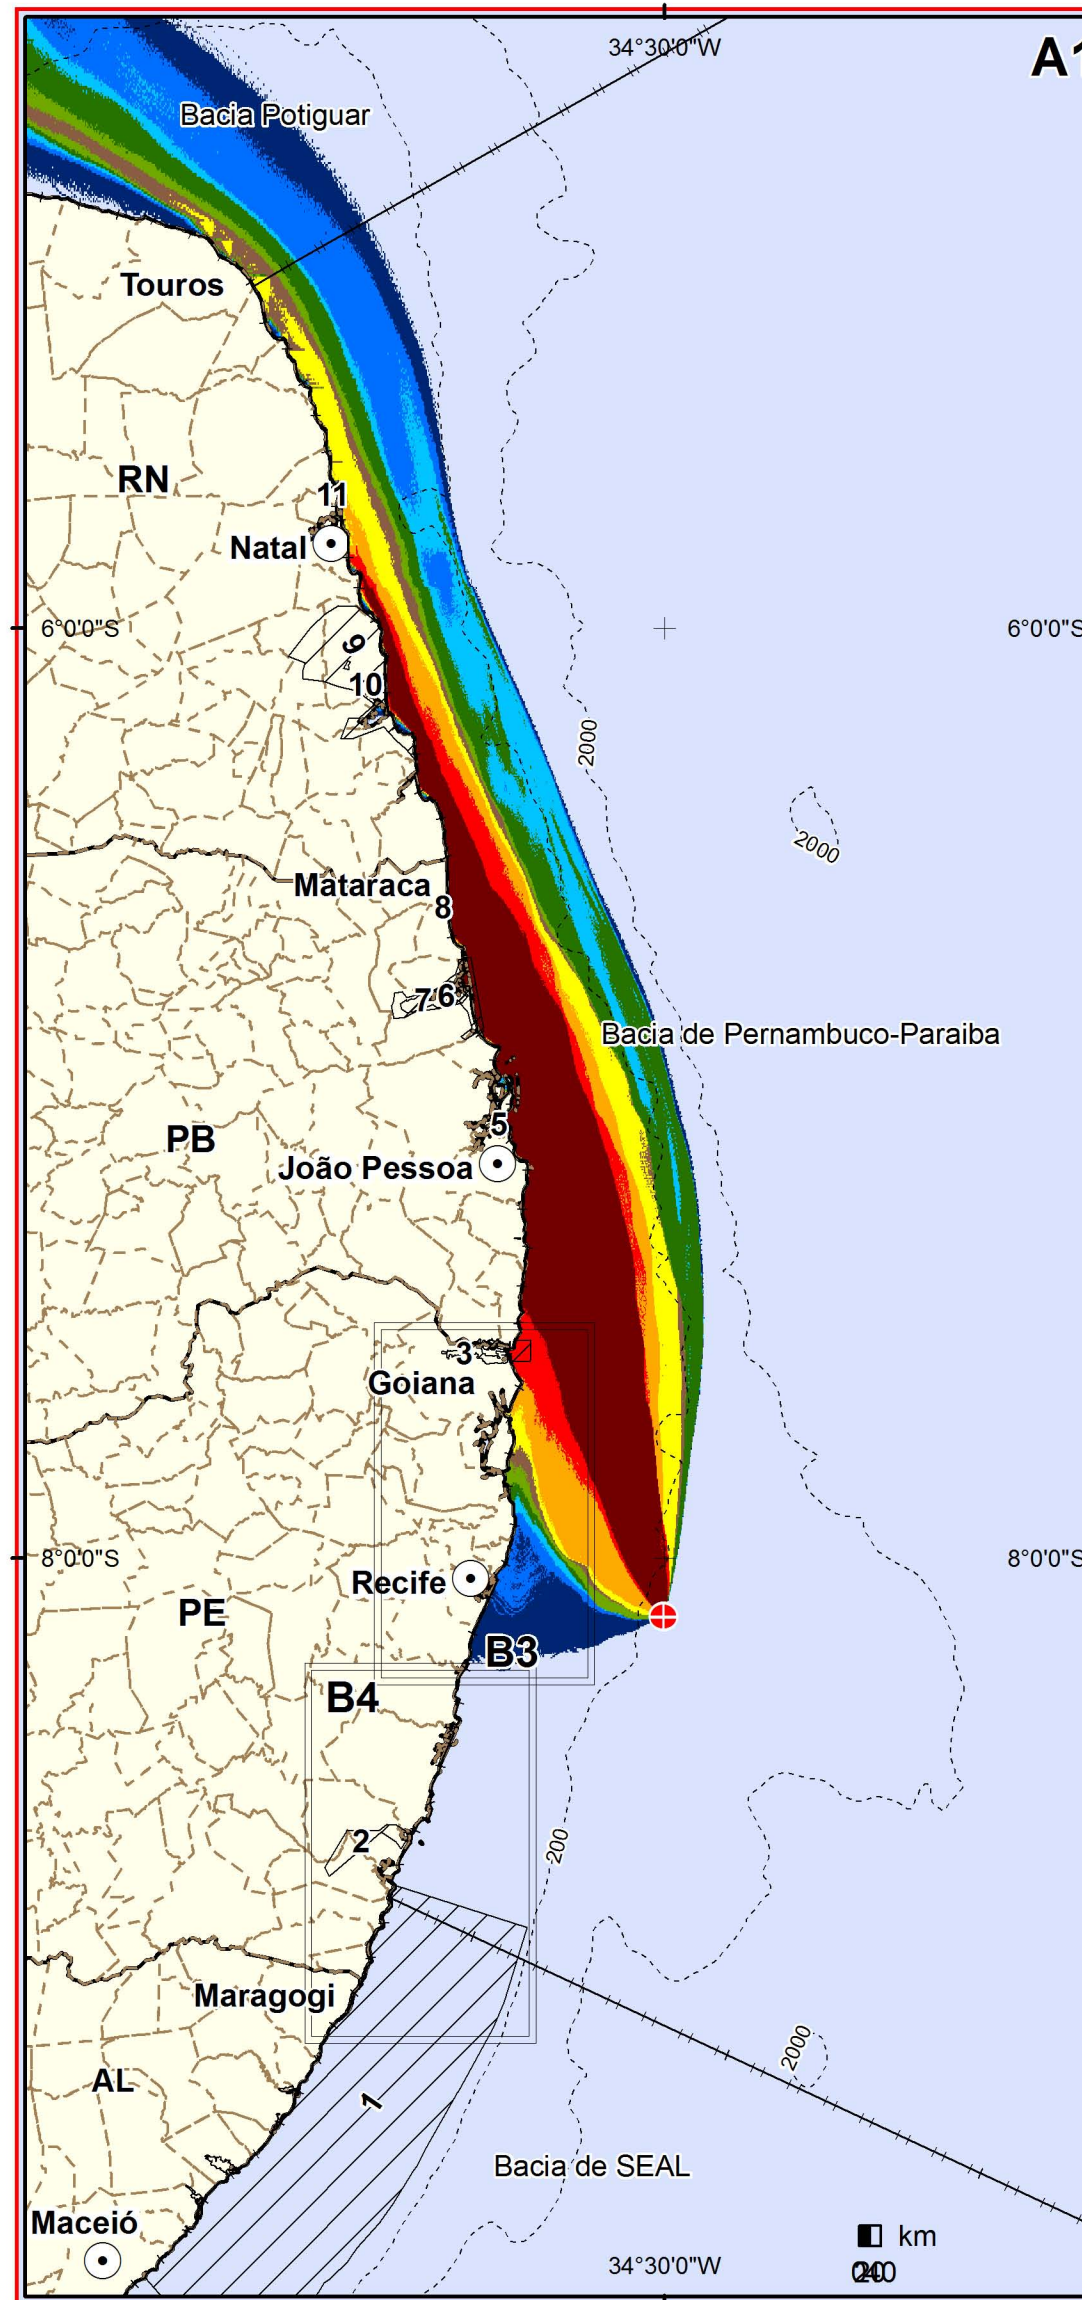 34°30'0"W
A1
Bacia Potiguar
Touros
RN
11
Natal
6°0'0"S
6°0'0"S
9
10
2000
2000
Mataraca
8
7
6
Bacia de Pernambuco-Paraiba
5
PB
João Pessoa
3
Goiana
8°0'0"S
8°0'0"S
Recife
PE
B3
B4
2
200
Maragogi
2000
AL
1
Bacia de SEAL
Maceió
km
34°30'0"W